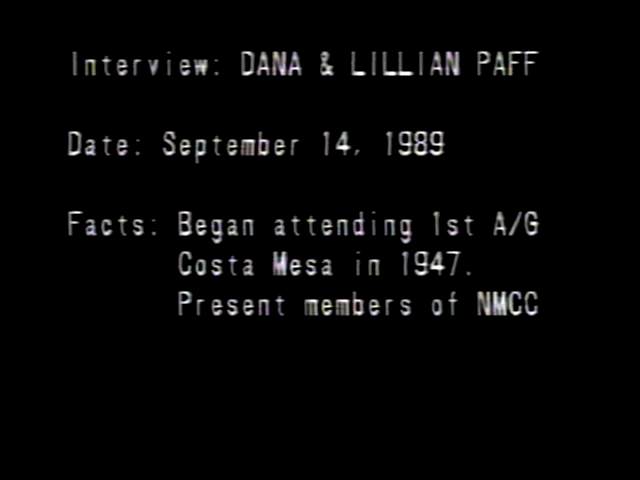 Interview: DANA & LILLIAN PAFF
Date: September 14, 1989
Facts: Began attending 1st A/G
Costa Mesa in 1947.
Present members of NMCC